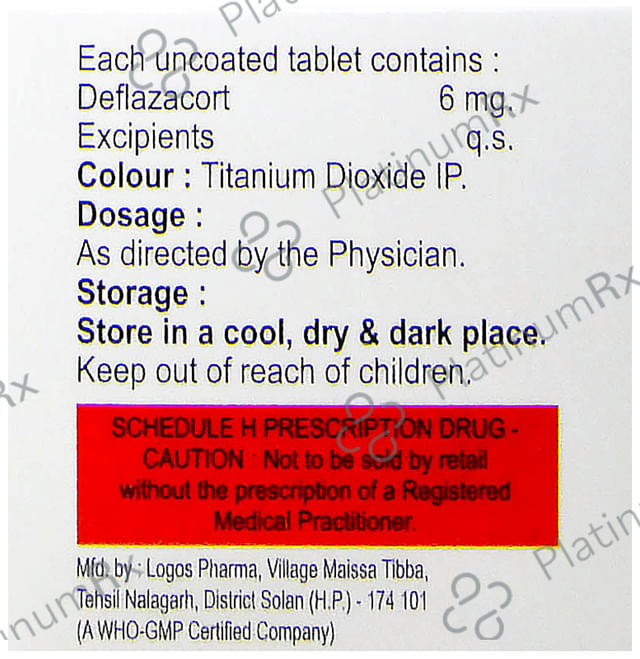 Each uncoated tablet contains :
Deflazacort 6 mg.
Excipients q.s.
Colour : Titanium Dioxide IP.
Dosage :
As directed by the Physician.
Storage :
Store in a cool, dry & dark place.
Keep out of reach of children.
SCHEDULE H PRESCRIPTION DRUG -
CAUTION : Not to be sold by retail
without the prescription of a Registered
Medical Practitioner.
Mfd. by : Logos Pharma, Village Maissa Tibba,
Tehsil Nalagarh, District Solan (H.P.) - 174 101
(A WHO-GMP Certified Company)
PlatinumRx
PlatinumRx